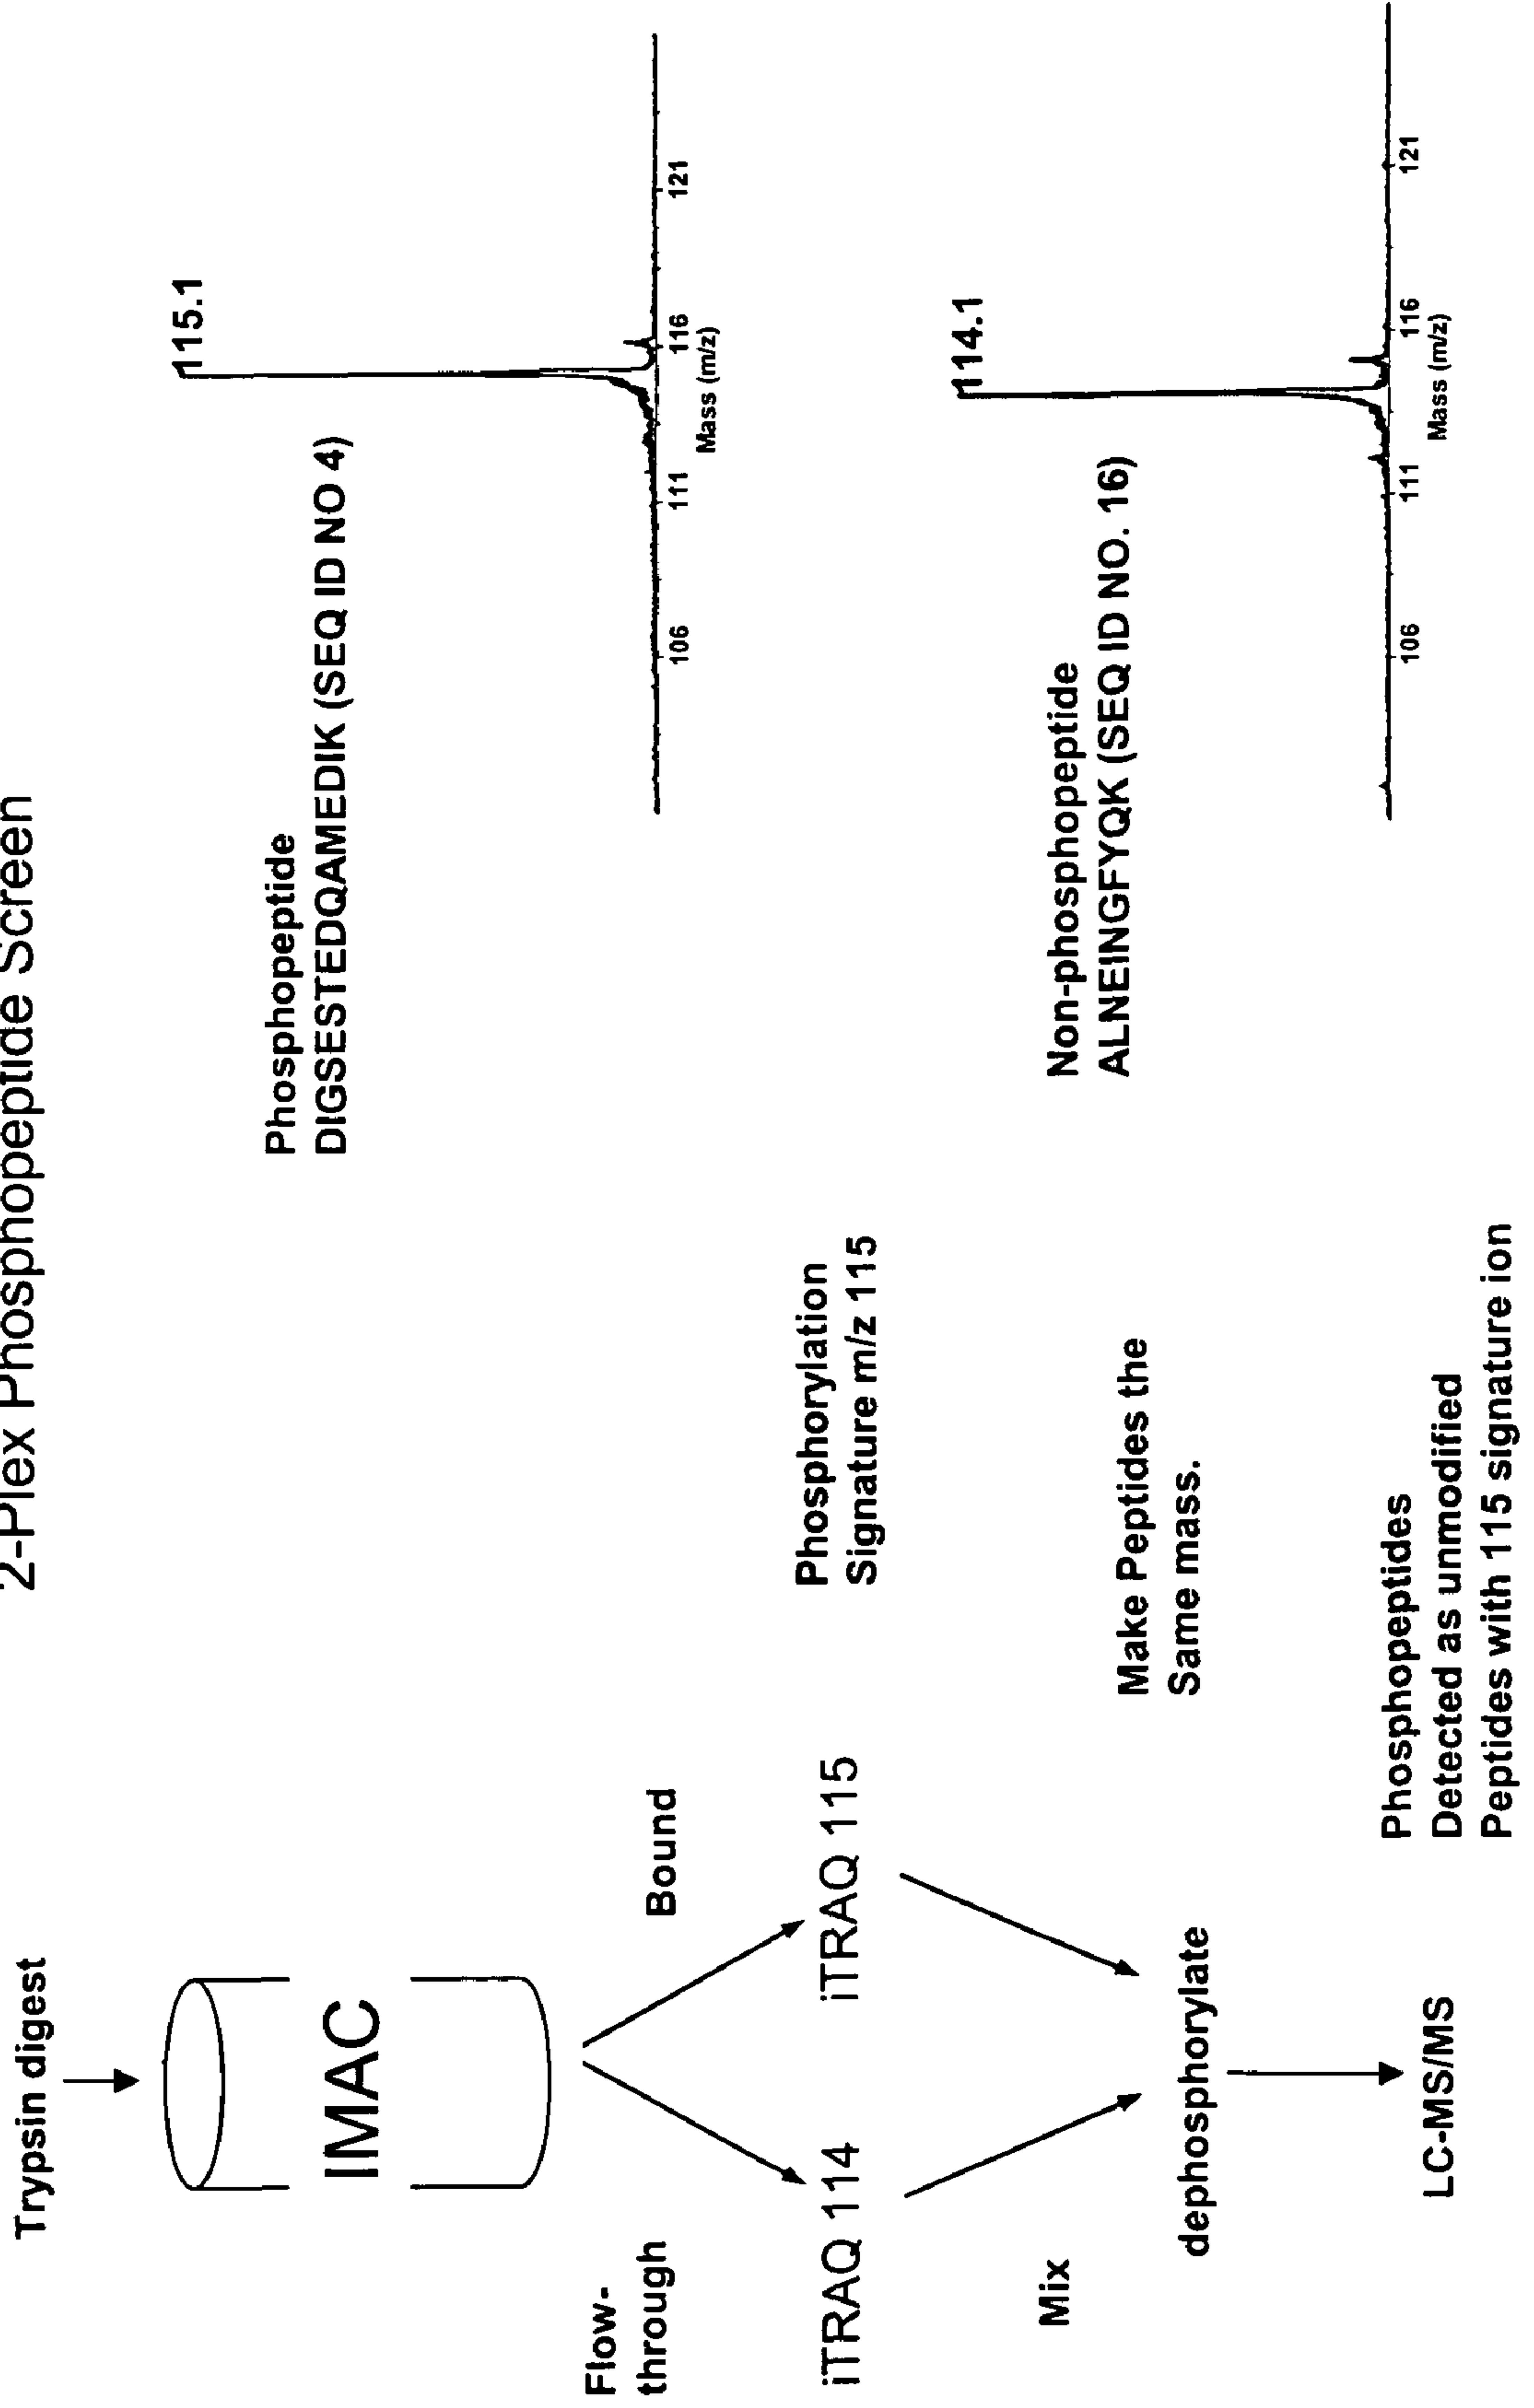 2-Plex Phosphopeptide Screen
Trypsin digest
IMAC
Flow-
through
Bound
iTRAQ 114
iTRAQ 115
Phosphorylation
Signature m/z 115
Mix
dephosphorylate
Make Peptides the
Same mass.
LC-MS/MS
Phosphopeptides
Detected as unmodified
Peptides with 115 signature ion
Phosphopeptide
DIGSESTEDQAMEDIK (SEQ ID NO 4)
115.1
106
111
116
121
Mass (m/z)
Non-phosphopeptide
ALNEINGFYQK (SEQ ID NO. 16)
114.1
106
111
116
121
Mass (m/z)